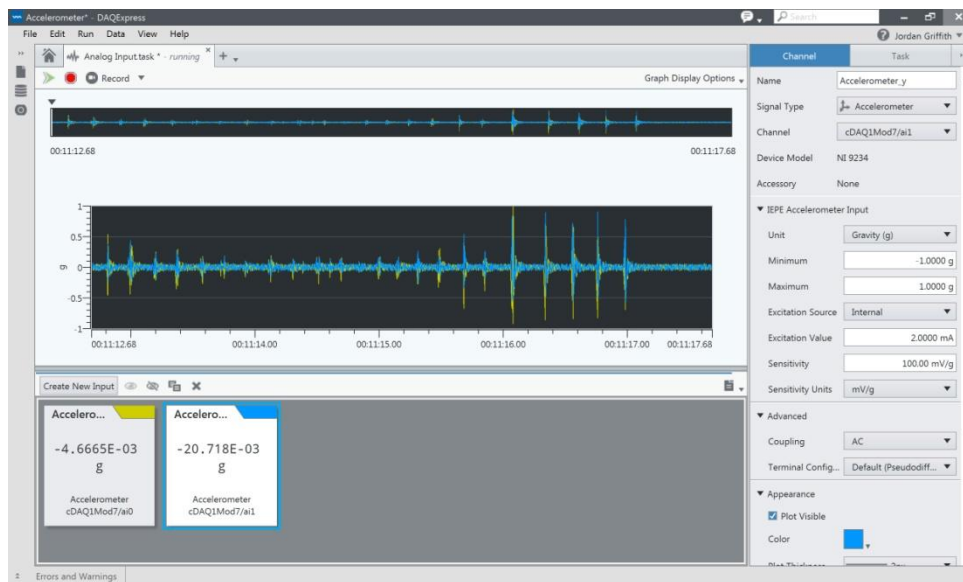 Accelerometer* - DAQExpress
Search
File Edit Run Data View Help
Jordan Griffith
Analog Input.task * - running
Record
Graph Display Options
00:11:12.68 00:11:17.68
1
0.5
g 0
-0.5
-1
00:11:12.68 00:11:14.00 00:11:15.00 00:11:16.00 00:11:17.00 00:11:17.68
Create New Input
Accelero...
-4.6665E-03
g
Accelerometer
cDAQ1Mod7/ai0
Accelero...
-20.718E-03
g
Accelerometer
cDAQ1Mod7/ai1
Channel Task
Name Accelerometer_y
Signal Type Accelerometer
Channel cDAQ1Mod7/ai1
Device Model NI 9234
Accessory None
IEPE Accelerometer Input
Unit Gravity (g)
Minimum -1.0000 g
Maximum 1.0000 g
Excitation Source Internal
Excitation Value 2.0000 mA
Sensitivity 100.00 mV/g
Sensitivity Units mV/g
Advanced
Coupling AC
Terminal Config... Default (Pseudodiff...
Appearance
Plot Visible
Color
Errors and Warnings